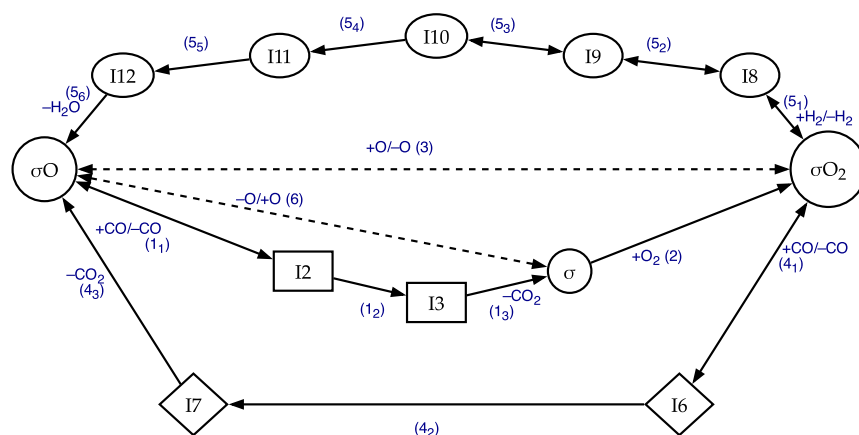 (5₄)
(5₃)
I10
(5₅)
I11
I9
(5₂)
I12
I8
(5₆)
–H₂O
(5₁)
+H₂/–H₂
σO
+O/–O (3)
σO₂
–O/+O (6)
+CO/–CO
(1₁)
I2
σ
+O₂ (2)
+CO/–CO
(4₁)
–CO₂
(4₃)
(1₂)
I3
–CO₂
(1₃)
I7
I6
(4₂)